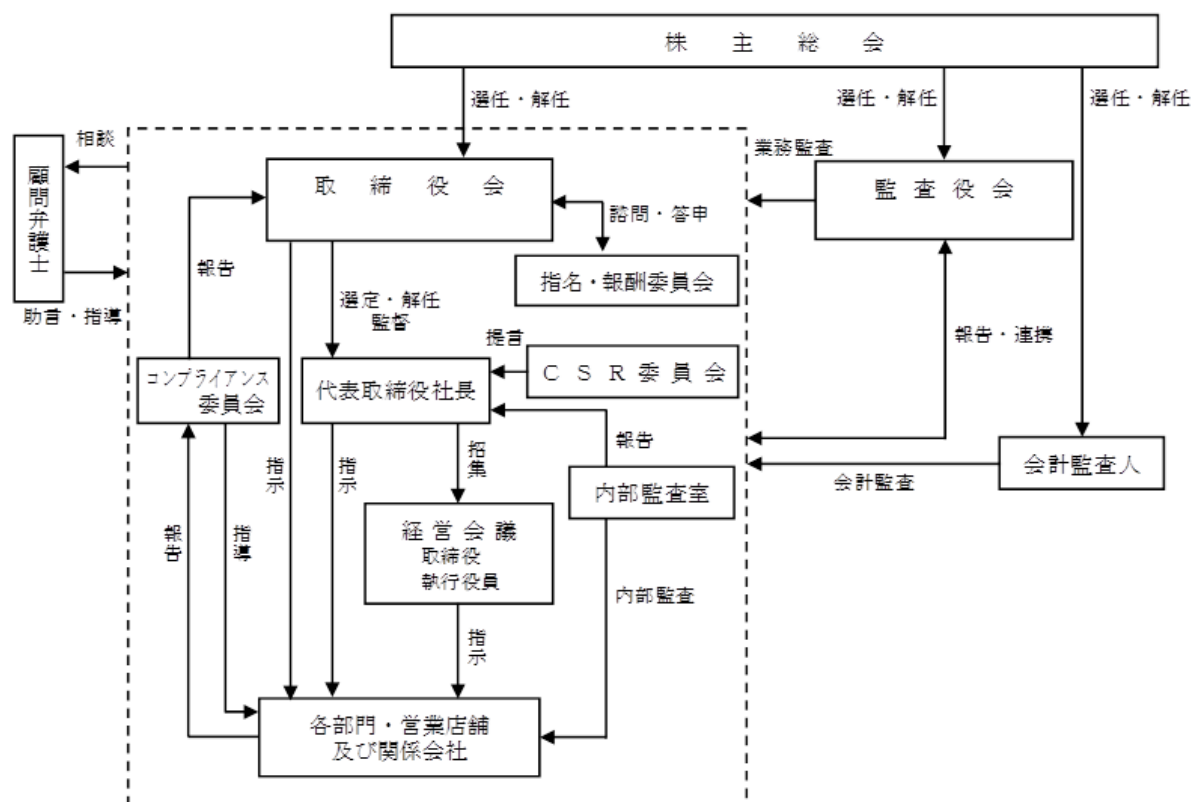 株主総会
選任・解任
選任・解任
選任・解任
相談
顧問弁護士
助言・指導
取締役会
業務監査
監査役会
諮問・答申
指名・報酬委員会
報告
選定・解任
監督
提言
CSR委員会
報告・連携
コンプライアンス
委員会
代表取締役社長
報告
会計監査人
会計監査
内部監査室
指示
指示
招集
経営会議
取締役
執行役員
報告
指導
内部監査
指示
各部門・営業店舗
及び関係会社